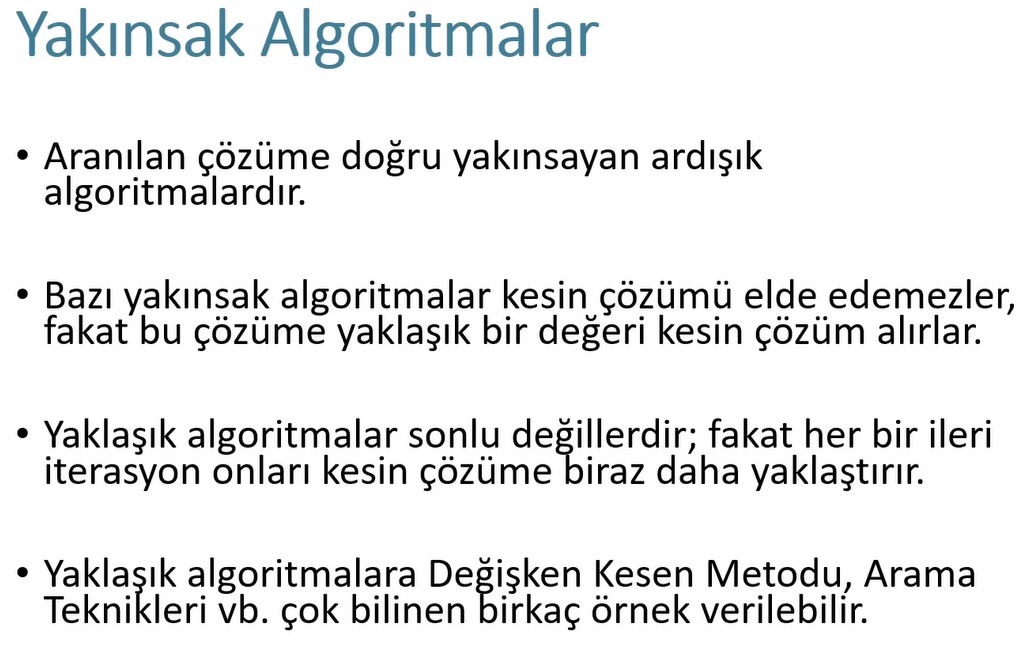 Yakınsak Algoritmalar
• Aranılan çözüme doğru yakınsayan ardışık
algoritmalardır.
• Bazı yakınsak algoritmalar kesin çözümü elde edemezler,
fakat bu çözüme yaklaşık bir değeri kesin çözüm alırlar.
• Yaklaşık algoritmalar sonlu değillerdir; fakat her bir ileri
iterasyon onları kesin çözüme biraz daha yaklaştırır.
• Yaklaşık algoritmalara Değişken Kesen Metodu, Arama
Teknikleri vb. çok bilinen birkaç örnek verilebilir.